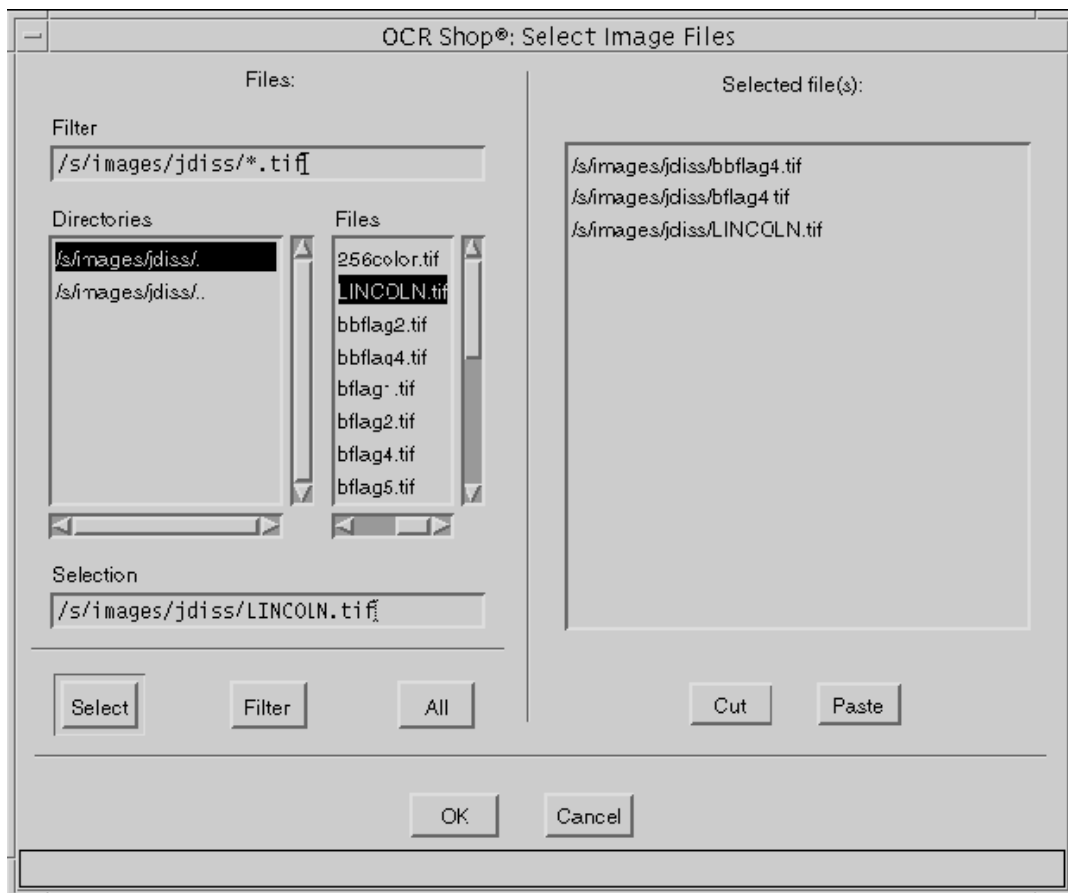 OCR Shop®: Select Image Files
Files:
Filter
/s/images/jdiss/*.tif
Directories
/s/images/jdiss/.
/s/images/jdiss/..
Files
256color.tif
LINCOLN.tif
bbflag2.tif
bbflag4.tif
bflag2.tif
bflag4.tif
bflag5.tif
Selection
/s/images/jdiss/LINCOLN.tif
Select
Filter
All
Selected file(s):
/s/images/jdiss/bbflag4.tif
/s/images/jdiss/bflag4.tif
/s/images/jdiss/LINCOLN.tif
Cut
Paste
OK
Cancel